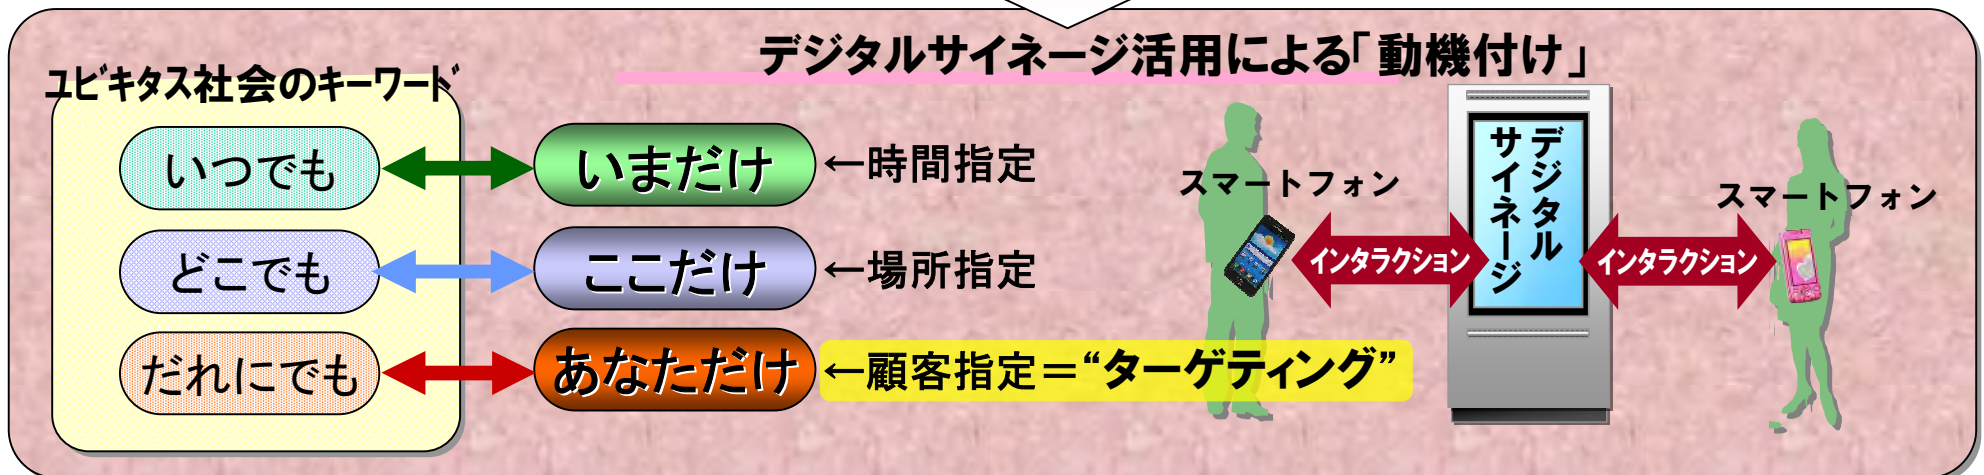 デジタルサイネージ活用による「動機付け」
ユビキタス社会のキーワード
いつでも
いまだけ
←時間指定
どこでも
ここだけ
←場所指定
だれにでも
あなただけ
←顧客指定＝“ターゲティング”
スマートフォン
インタラクション
デジタル
サイネージ
インタラクション
スマートフォン